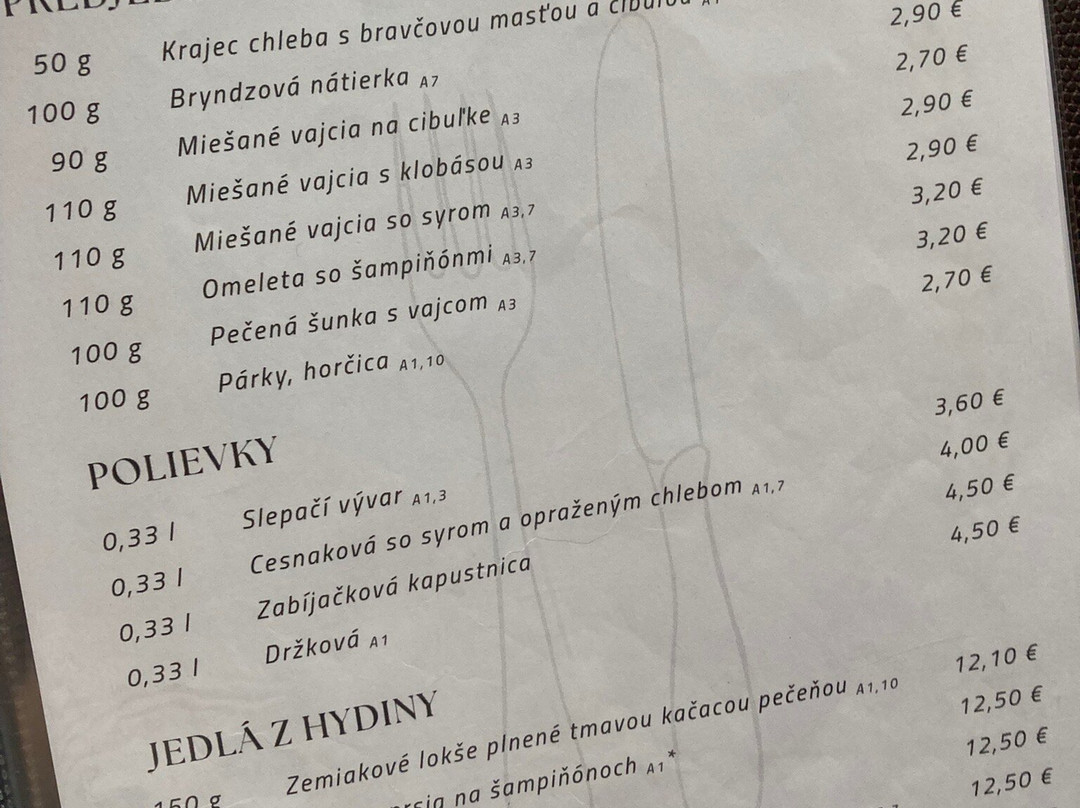 PREDJED
50 g Krajec chleba s bravčovou masťou a cibuľou A1
100 g Bryndzová nátierka A7 2,90 €
90 g Miešané vajcia na cibuľke A3 2,70 €
110 g Miešané vajcia s klobásou A3 2,90 €
110 g Miešané vajcia so syrom A3,7 2,90 €
110 g Omeleta so šampiňónmi A3,7 3,20 €
100 g Pečená šunka s vajcom A3 3,20 €
100 g Párky, horčica A1,10 2,70 €
POLIEVKY
0,33 l Slepačí vývar A1,3 3,60 €
0,33 l Cesnaková so syrom a opraženým chlebom A1,7 4,00 €
0,33 l Zabíjačková kapustnica 4,50 €
0,33 l Držková A1 4,50 €
JEDLÁ Z HYDINY
150 g Zemiakové lokše plnené tmavou kačacou pečeňou A1,10 12,10 €
na šampiňónoch A1* 12,50 €
12,50 €
12,50 €